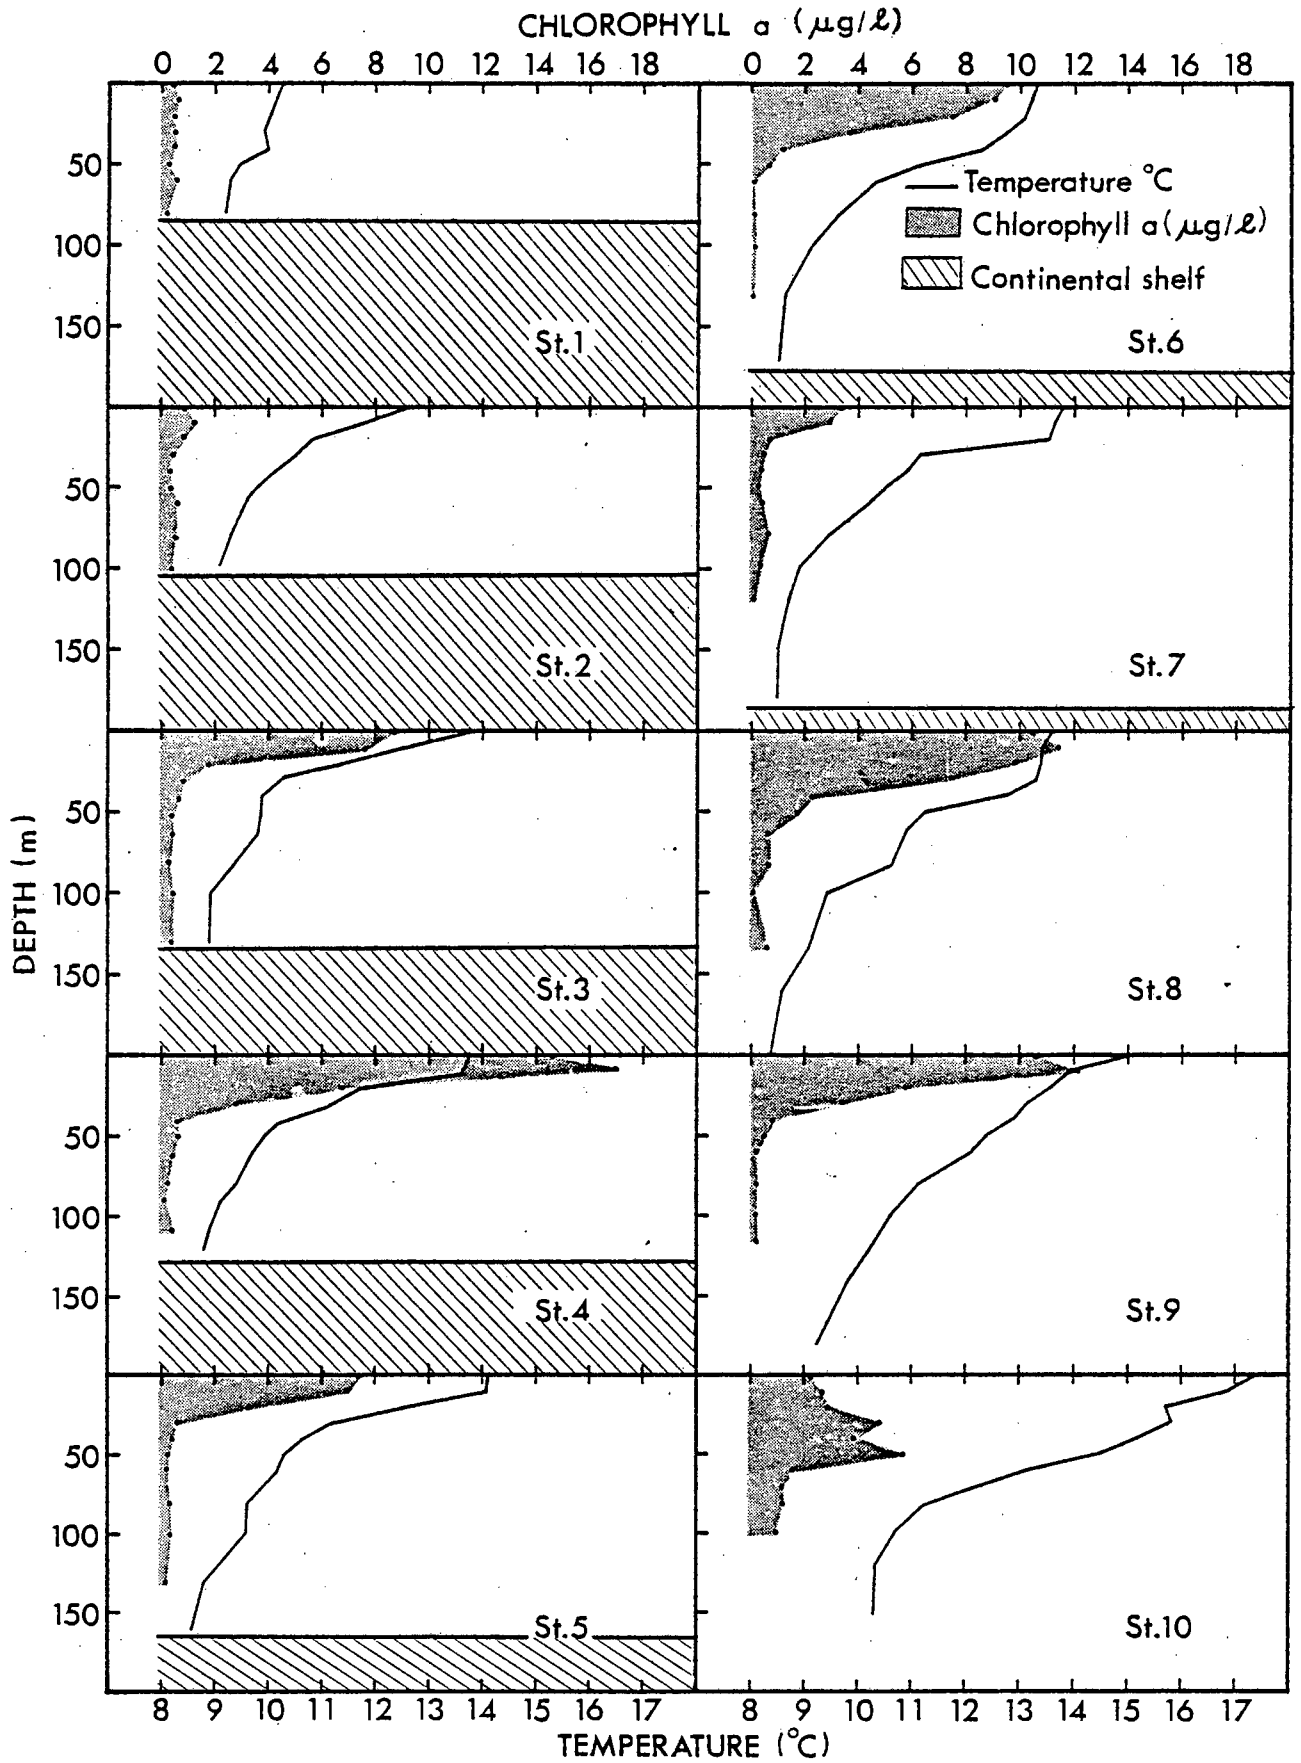 CHLOROPHYLL a (μg/ℓ)
0 2 4 6 8 10 12 14 16 18 0 2 4 6 8 10 12 14 16 18
50
100
150
St.1
Temperature °C
Chlorophyll a (μg/ℓ)
Continental shelf
St.6
50
100
150
St.2
St.7
DEPTH (m)
50
100
150
St.3
St.8
50
100
150
St.4
St.9
50
100
150
St.5
St.10
8 9 10 11 12 13 14 15 16 17 8 9 10 11 12 13 14 15 16 17
TEMPERATURE (°C)